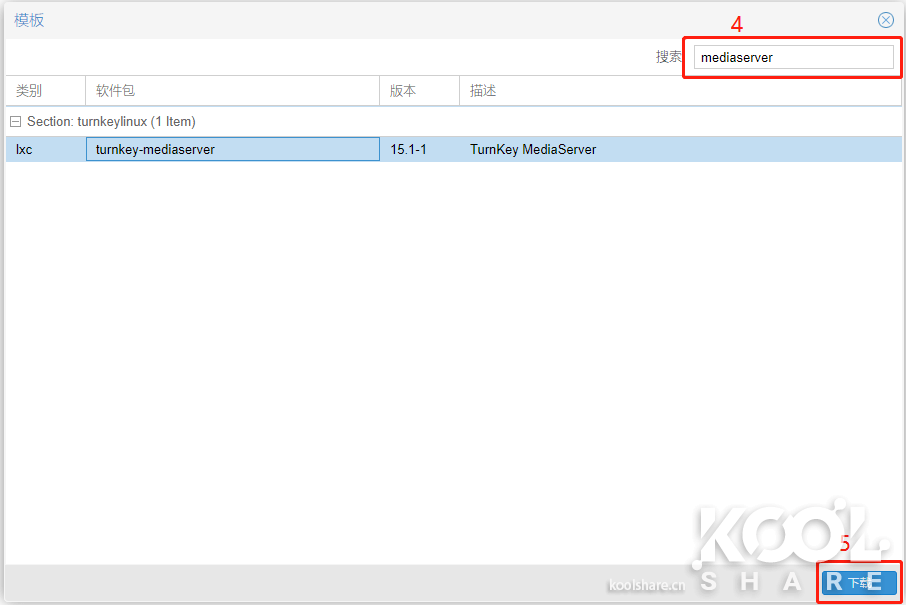 模板
4
搜索
mediaserver
类别 软件包 版本 描述
Section: turnkeylinux (1 Item)
lxc turnkey-mediaserver 15.1-1 TurnKey MediaServer
KOOL
5
koolshare.cn SHARE
下载